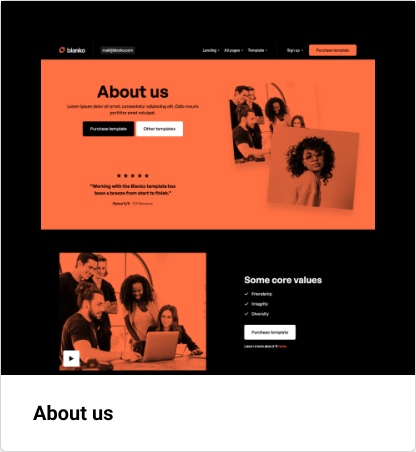 blanko
mail@blanko.com
Landing
All pages
Template
Sign up
Purchase template
About us
Lorem ipsum dolor sit amet, consectetur adipiscing elit. Odio mauris
porttitor amet volutpat.
Purchase template
Other templates
"Working with the Blanko template has
been a breeze from start to finish."
Rated 5/5
Some core values
Friendship
Integrity
Diversity
Purchase template
Learn more about it here.
About us